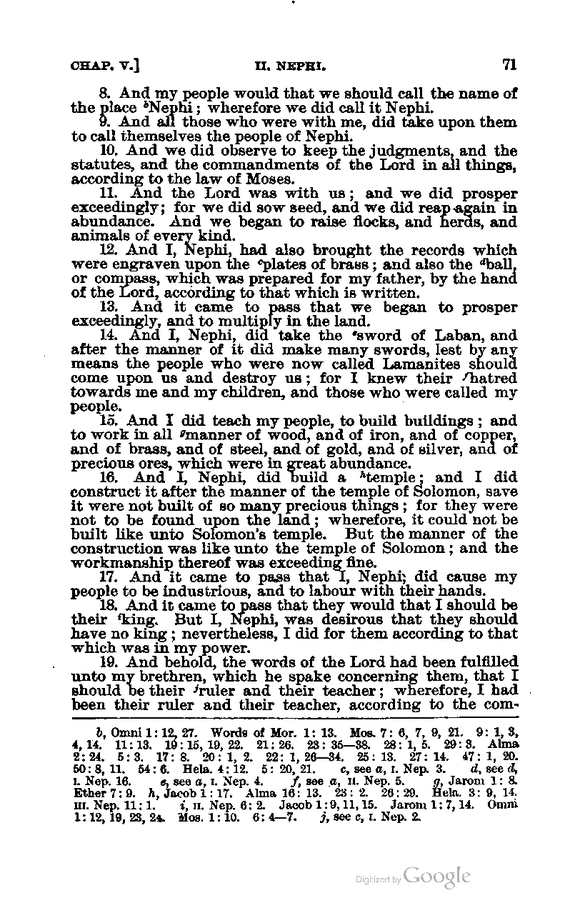 CHAP. V.] II. NEPHI. 71
8. And my people would that we should call the name of
the place ᵇNephi; wherefore we did call it Nephi.
9. And all those who were with me, did take upon them
to call themselves the people of Nephi.
10. And we did observe to keep the judgments, and the
statutes, and the commandments of the Lord in all things,
according to the law of Moses.
11. And the Lord was with us; and we did prosper
exceedingly; for we did sow seed, and we did reap again in
abundance. And we began to raise flocks, and herds, and
animals of every kind.
12. And I, Nephi, had also brought the records which
were engraven upon the ᶜplates of brass; and also the ᵈball,
or compass, which was prepared for my father, by the hand
of the Lord, according to that which is written.
13. And it came to pass that we began to prosper
exceedingly, and to multiply in the land.
14. And I, Nephi, did take the ᵉsword of Laban, and
after the manner of it did make many swords, lest by any
means the people who were now called Lamanites should
come upon us and destroy us; for I knew their ᶠhatred
towards me and my children, and those who were called my
people.
15. And I did teach my people, to build buildings; and
to work in all ᵍmanner of wood, and of iron, and of copper,
and of brass, and of steel, and of gold, and of silver, and of
precious ores, which were in great abundance.
16. And I, Nephi, did build a ʰtemple; and I did
construct it after the manner of the temple of Solomon, save
it were not built of so many precious things; for they were
not to be found upon the land; wherefore, it could not be
built like unto Solomon's temple. But the manner of the
construction was like unto the temple of Solomon; and the
workmanship thereof was exceeding fine.
17. And it came to pass that I, Nephi, did cause my
people to be industrious, and to labour with their hands.
18. And it came to pass that they would that I should be
their ⁱking. But I, Nephi, was desirous that they should
have no king; nevertheless, I did for them according to that
which was in my power.
19. And behold, the words of the Lord had been fulfilled
unto my brethren, which he spake concerning them, that I
should be their ʲruler and their teacher; wherefore, I had
been their ruler and their teacher, according to the com-
b, Omni 1: 12, 27. Words of Mor. 1: 13. Mos. 7: 6, 7, 9, 21. 9: 1, 3,
4, 14. 11: 13. 19: 15, 19, 22. 21: 26. 23: 35—38. 28: 1, 5. 29: 3. Alma
2: 24. 5: 3. 17: 8. 20: 1, 2. 22: 1, 26—34. 25: 13. 27: 14. 47: 1, 20.
50: 8, 11. 54: 6. Hela. 4: 12. 5: 20, 21. c, see a, I. Nep. 3. d, see d,
I. Nep. 16. e, see a, I. Nep. 4. f, see a, II. Nep. 5. g, Jarom 1: 8.
Ether 7: 9. h, Jacob 1: 17. Alma 16: 13. 23: 2. 26: 29. Hela. 3: 9, 14.
III. Nep. 11: 1. i, II. Nep. 6: 2. Jacob 1: 9, 11, 15. Jarom 1: 7, 14. Omni
1: 12, 19, 23, 24. Mos. 1: 10. 6: 4—7. j, see c, I. Nep. 2.
Digitized by Google